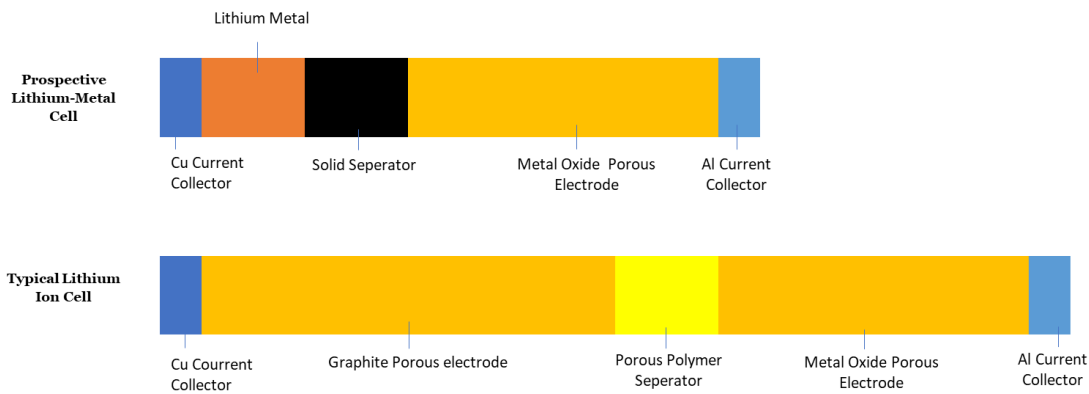 Lithium Metal
Prospective
Lithium-Metal
Cell
Cu Current
Collector
Solid Seperator
Metal Oxide Porous
Electrode
Al Current
Collector
Typical Lithium
Ion Cell
Cu Courrent
Collector
Graphite Porous electrode
Porous Polymer
Seperator
Metal Oxide Porous
Electrode
Al Current
Collector